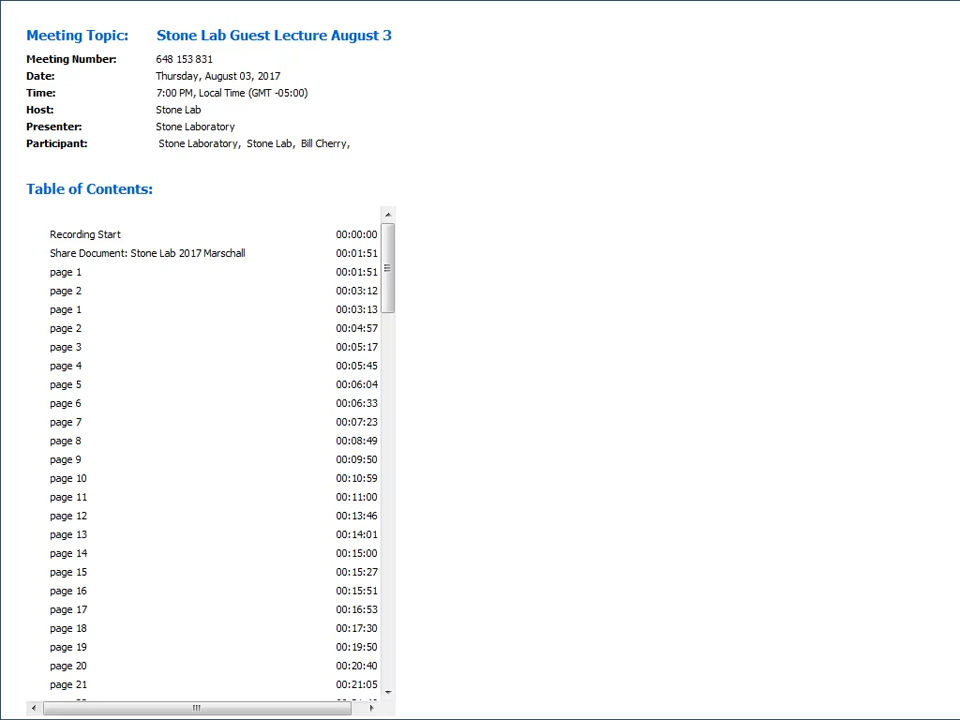 Meeting Topic: Stone Lab Guest Lecture August 3
Meeting Number: 648 153 831
Date: Thursday, August 03, 2017
Time: 7:00 PM, Local Time (GMT -05:00)
Host: Stone Lab
Presenter: Stone Laboratory
Participant: Stone Laboratory, Stone Lab, Bill Cherry,
Table of Contents:
Recording Start 00:00:00
Share Document: Stone Lab 2017 Marschall 00:01:51
page 1 00:01:51
page 2 00:03:12
page 1 00:03:13
page 2 00:04:57
page 3 00:05:17
page 4 00:05:45
page 5 00:06:04
page 6 00:06:33
page 7 00:07:23
page 8 00:08:49
page 9 00:09:50
page 10 00:10:59
page 11 00:11:00
page 12 00:13:46
page 13 00:14:01
page 14 00:15:00
page 15 00:15:27
page 16 00:15:51
page 17 00:16:53
page 18 00:17:30
page 19 00:19:50
page 20 00:20:40
page 21 00:21:05